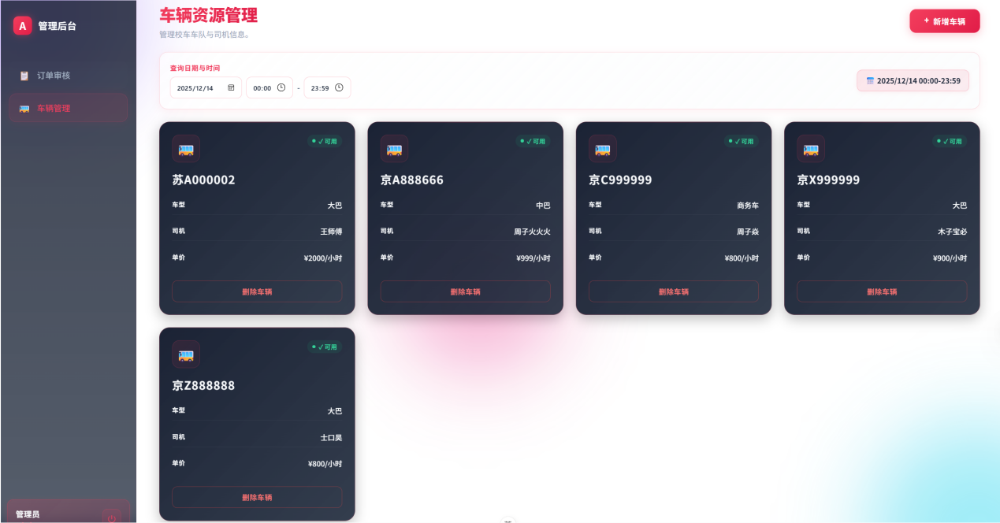 A 管理后台
订单审核
车辆管理
管理员
车辆资源管理
管理校车车队与司机信息。
+ 新增车辆
查询日期与时间
2025/12/14 00:00 - 23:59
2025/12/14 00:00-23:59
✓ 可用
苏A000002
车型 大巴
司机 王师傅
单价 ¥2000/小时
删除车辆
✓ 可用
京A888666
车型 中巴
司机 周子火火火
单价 ¥999/小时
删除车辆
✓ 可用
京C999999
车型 商务车
司机 周子焱
单价 ¥800/小时
删除车辆
✓ 可用
京X999999
车型 大巴
司机 木子宝必
单价 ¥900/小时
删除车辆
✓ 可用
京Z888888
车型 大巴
司机 士口吴
单价 ¥800/小时
删除车辆